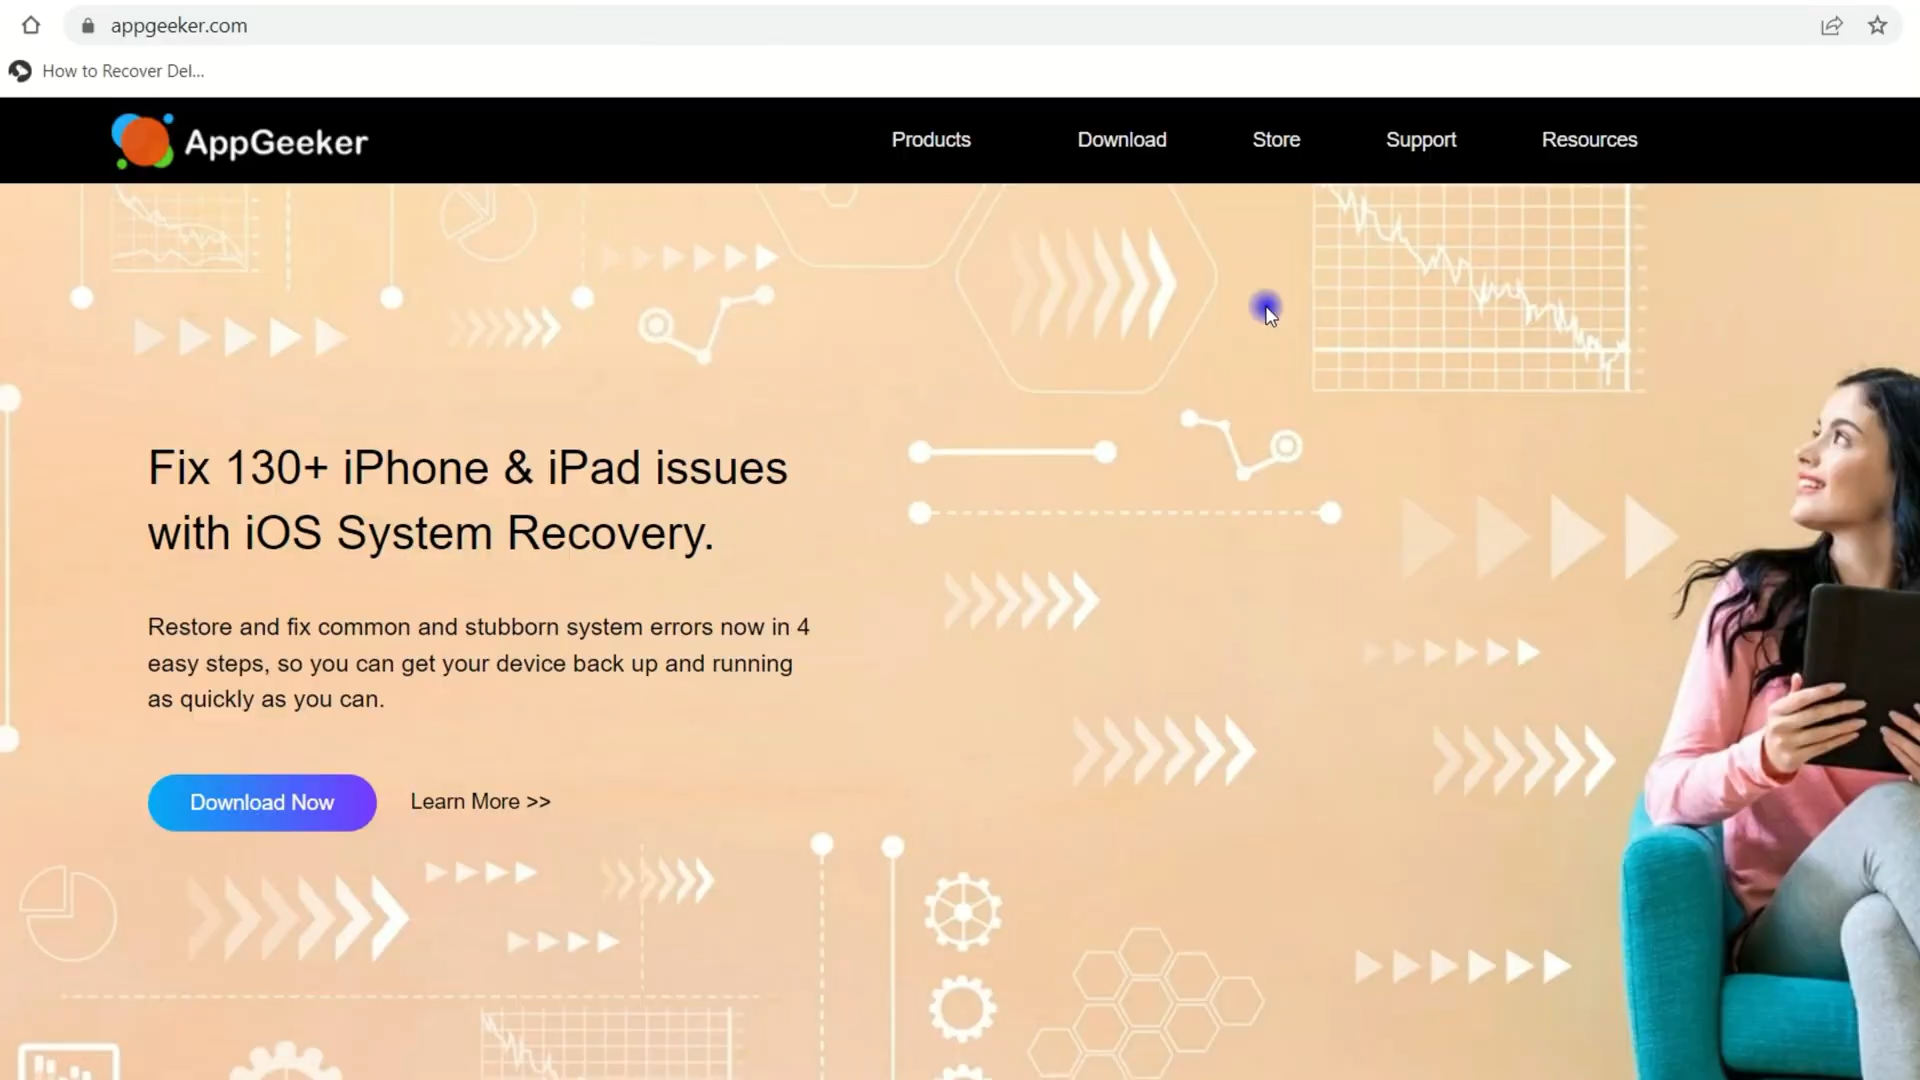 appgeeker.com
How to Recover Del...
AppGeeker
Products
Download
Store
Support
Resources
Fix 130+ iPhone & iPad issues
with iOS System Recovery.
Restore and fix common and stubborn system errors now in 4
easy steps, so you can get your device back up and running
as quickly as you can.
Download Now
Learn More >>